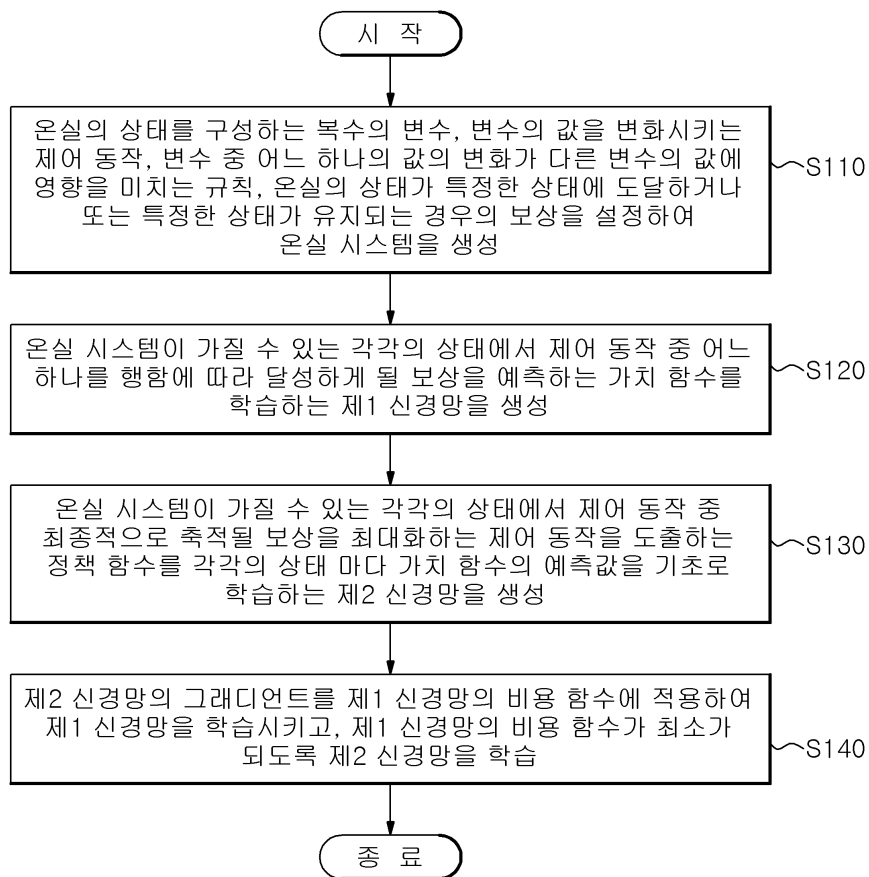 시 작
온실의 상태를 구성하는 복수의 변수, 변수의 값을 변화시키는
제어 동작, 변수 중 어느 하나의 값의 변화가 다른 변수의 값에
영향을 미치는 규칙, 온실의 상태가 특정한 상태에 도달하거나
또는 특정한 상태가 유지되는 경우의 보상을 설정하여
온실 시스템을 생성
S110
온실 시스템이 가질 수 있는 각각의 상태에서 제어 동작 중 어느
하나를 행함에 따라 달성하게 될 보상을 예측하는 가치 함수를
학습하는 제1 신경망을 생성
S120
온실 시스템이 가질 수 있는 각각의 상태에서 제어 동작 중
최종적으로 축적될 보상을 최대화하는 제어 동작을 도출하는
정책 함수를 각각의 상태 마다 가치 함수의 예측값을 기초로
학습하는 제2 신경망을 생성
S130
제2 신경망의 그래디언트를 제1 신경망의 비용 함수에 적용하여
제1 신경망을 학습시키고, 제1 신경망의 비용 함수가 최소가
되도록 제2 신경망을 학습
S140
종 료